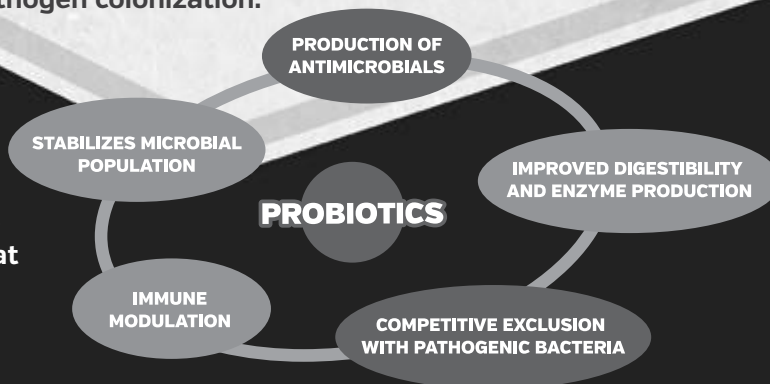 colonization.
PRODUCTION OF
ANTIMICROBIALS
STABILIZES MICROBIAL
POPULATION
IMPROVED DIGESTIBILITY
AND ENZYME PRODUCTION
PROBIOTICS
at
IMMUNE
MODULATION
COMPETITIVE EXCLUSION
WITH PATHOGENIC BACTERIA